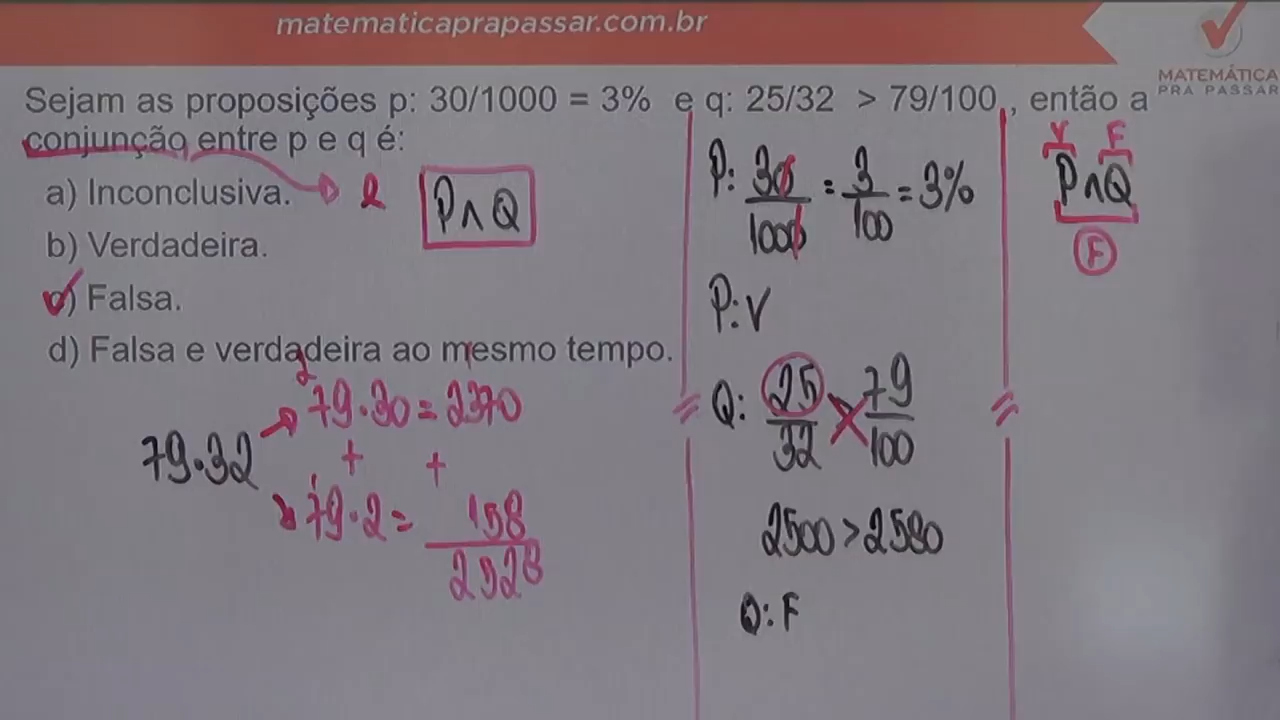 matematicaprapassar.com.br
MATEMÁTICA
PRA PASSAR
Sejam as proposições p: 30/1000 = 3% e q: 25/32 > 79/100 , então a
conjunção entre p e q é:
a) Inconclusiva.
b) Verdadeira.
c) Falsa.
d) Falsa e verdadeira ao mesmo tempo.
e P∧Q
79.32
2
79.30 = 2370
+ +
1
79.2 = 158
2528
P: 30/1000 = 3/100 = 3%
P: V
Q: 25/32 79/100
2500 > 2580
Q: F
V F
P∧Q
F